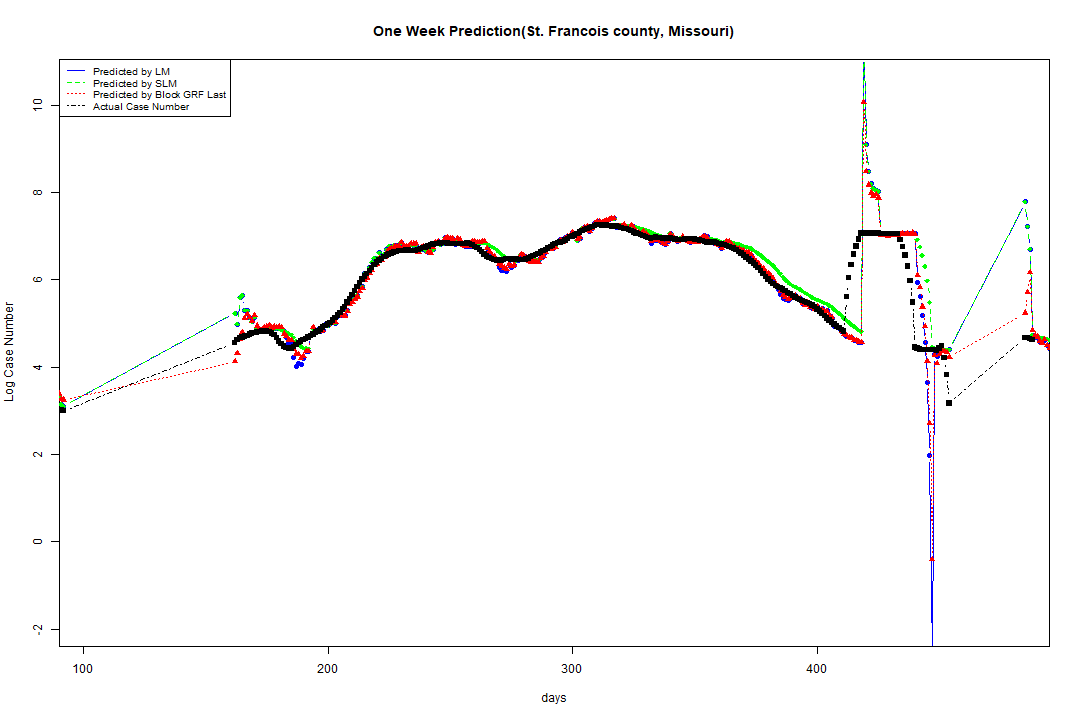 One Week Prediction(St. Francois county, Missouri)
Predicted by LM
Predicted by SLM
Predicted by Block GRF Last
Actual Case Number
Log Case Number
10
8
6
4
2
0
-2
100
200
300
400
days